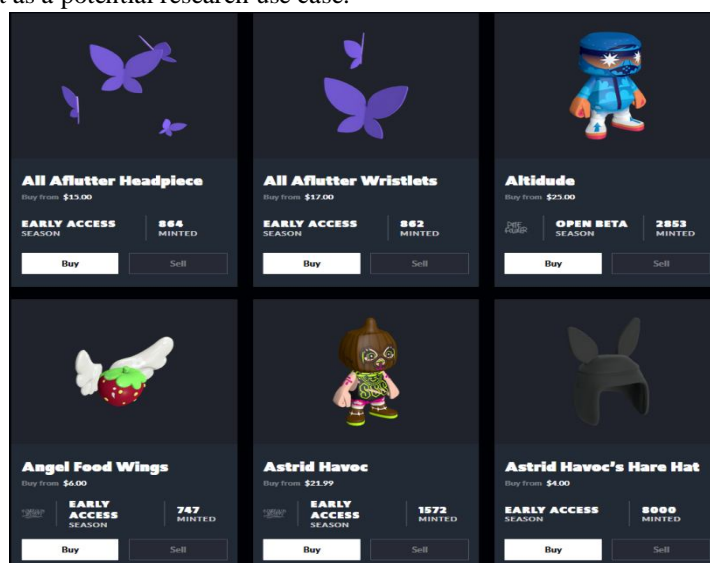 as a potential research use case.
All Aflutter Headpiece
Buy from $15.00
EARLY ACCESS
SEASON
864
MINTED
Buy
Sell
All Aflutter Wristlets
Buy from $17.00
EARLY ACCESS
SEASON
862
MINTED
Buy
Sell
Altidude
Buy from $25.00
OPEN BETA
SEASON
2853
MINTED
Buy
Sell
Angel Food Wings
Buy from $6.00
EARLY
ACCESS
SEASON
747
MINTED
Buy
Sell
Astrid Havoc
Buy from $21.99
EARLY
ACCESS
SEASON
1572
MINTED
Buy
Sell
Astrid Havoc's Hare Hat
Buy from $4.00
EARLY ACCESS
SEASON
8000
MINTED
Buy
Sell